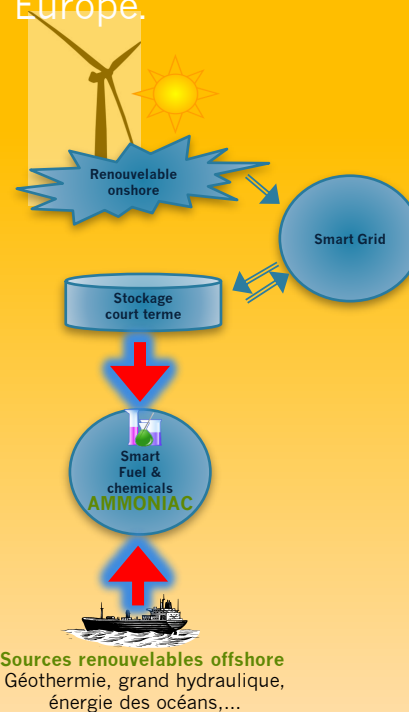 Europe.
Renouvelable
onshore
Smart Grid
Stockage
court terme
Smart
Fuel &
chemicals
AMMONIAC
Sources renouvelables offshore
Géothermie, grand hydraulique,
énergie des océans,...